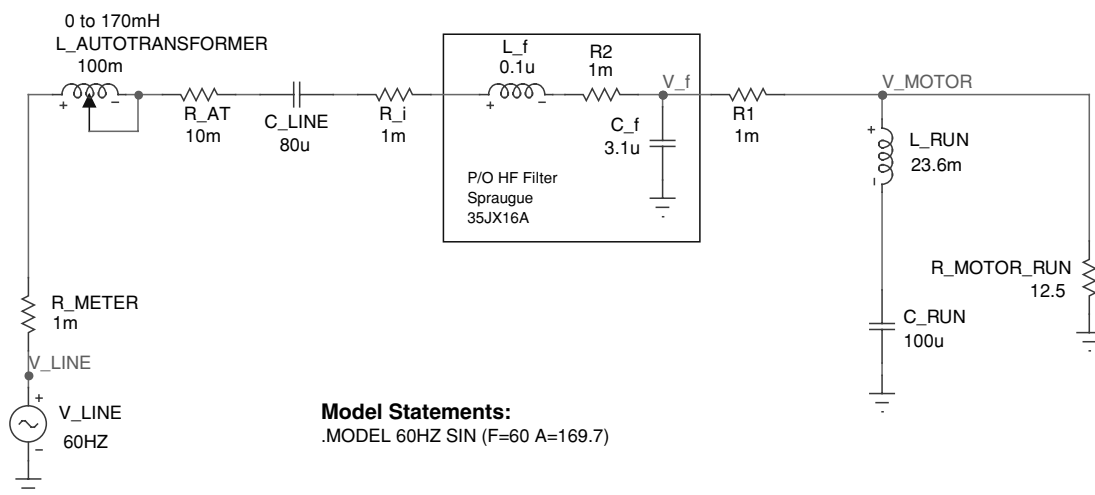 0 to 170mH
L_AUTOTRANSFORMER
100m
+ -
R_AT
10m
C_LINE
80u
R_i
1m
L_f
0.1u
+ -
R2
1m
V_f
C_f
3.1u
P/O HF Filter
Spraugue
35JX16A
R1
1m
V_MOTOR
+
-
L_RUN
23.6m
C_RUN
100u
R_MOTOR_RUN
12.5
R_METER
1m
V_LINE
+
-
V_LINE
60HZ
Model Statements:
.MODEL 60HZ SIN (F=60 A=169.7)